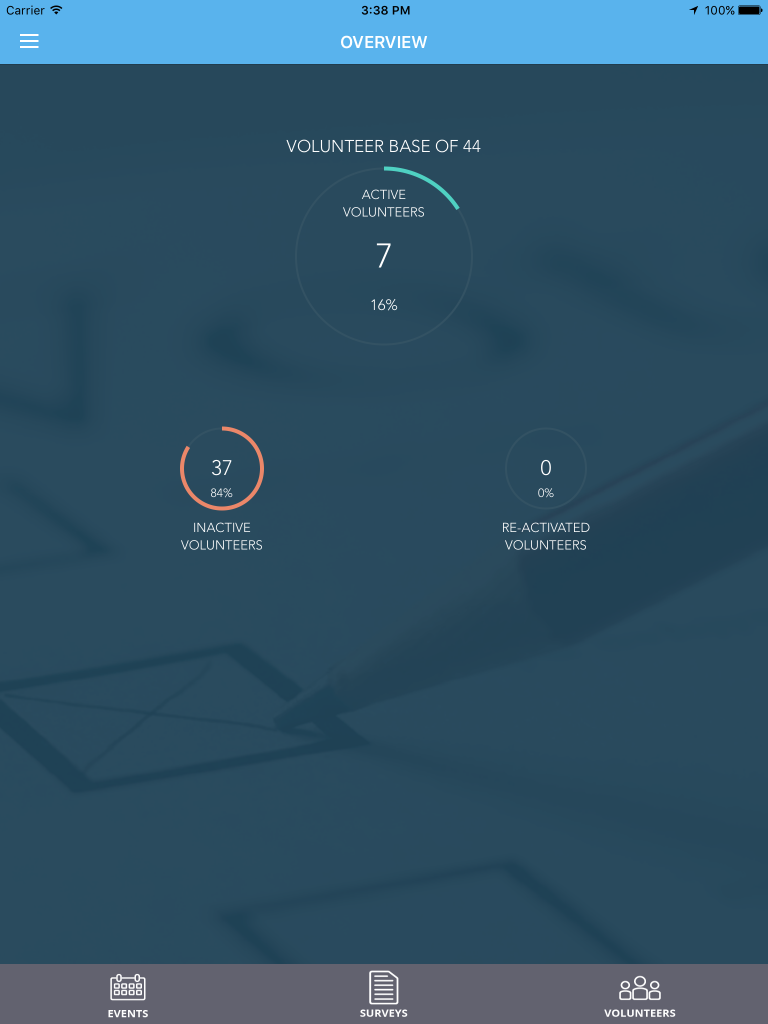 Carrier 3:38 PM 100%
OVERVIEW
VOLUNTEER BASE OF 44
ACTIVE
VOLUNTEERS
7
16%
37
84%
INACTIVE
VOLUNTEERS
0
0%
RE-ACTIVATED
VOLUNTEERS
EVENTS SURVEYS VOLUNTEERS